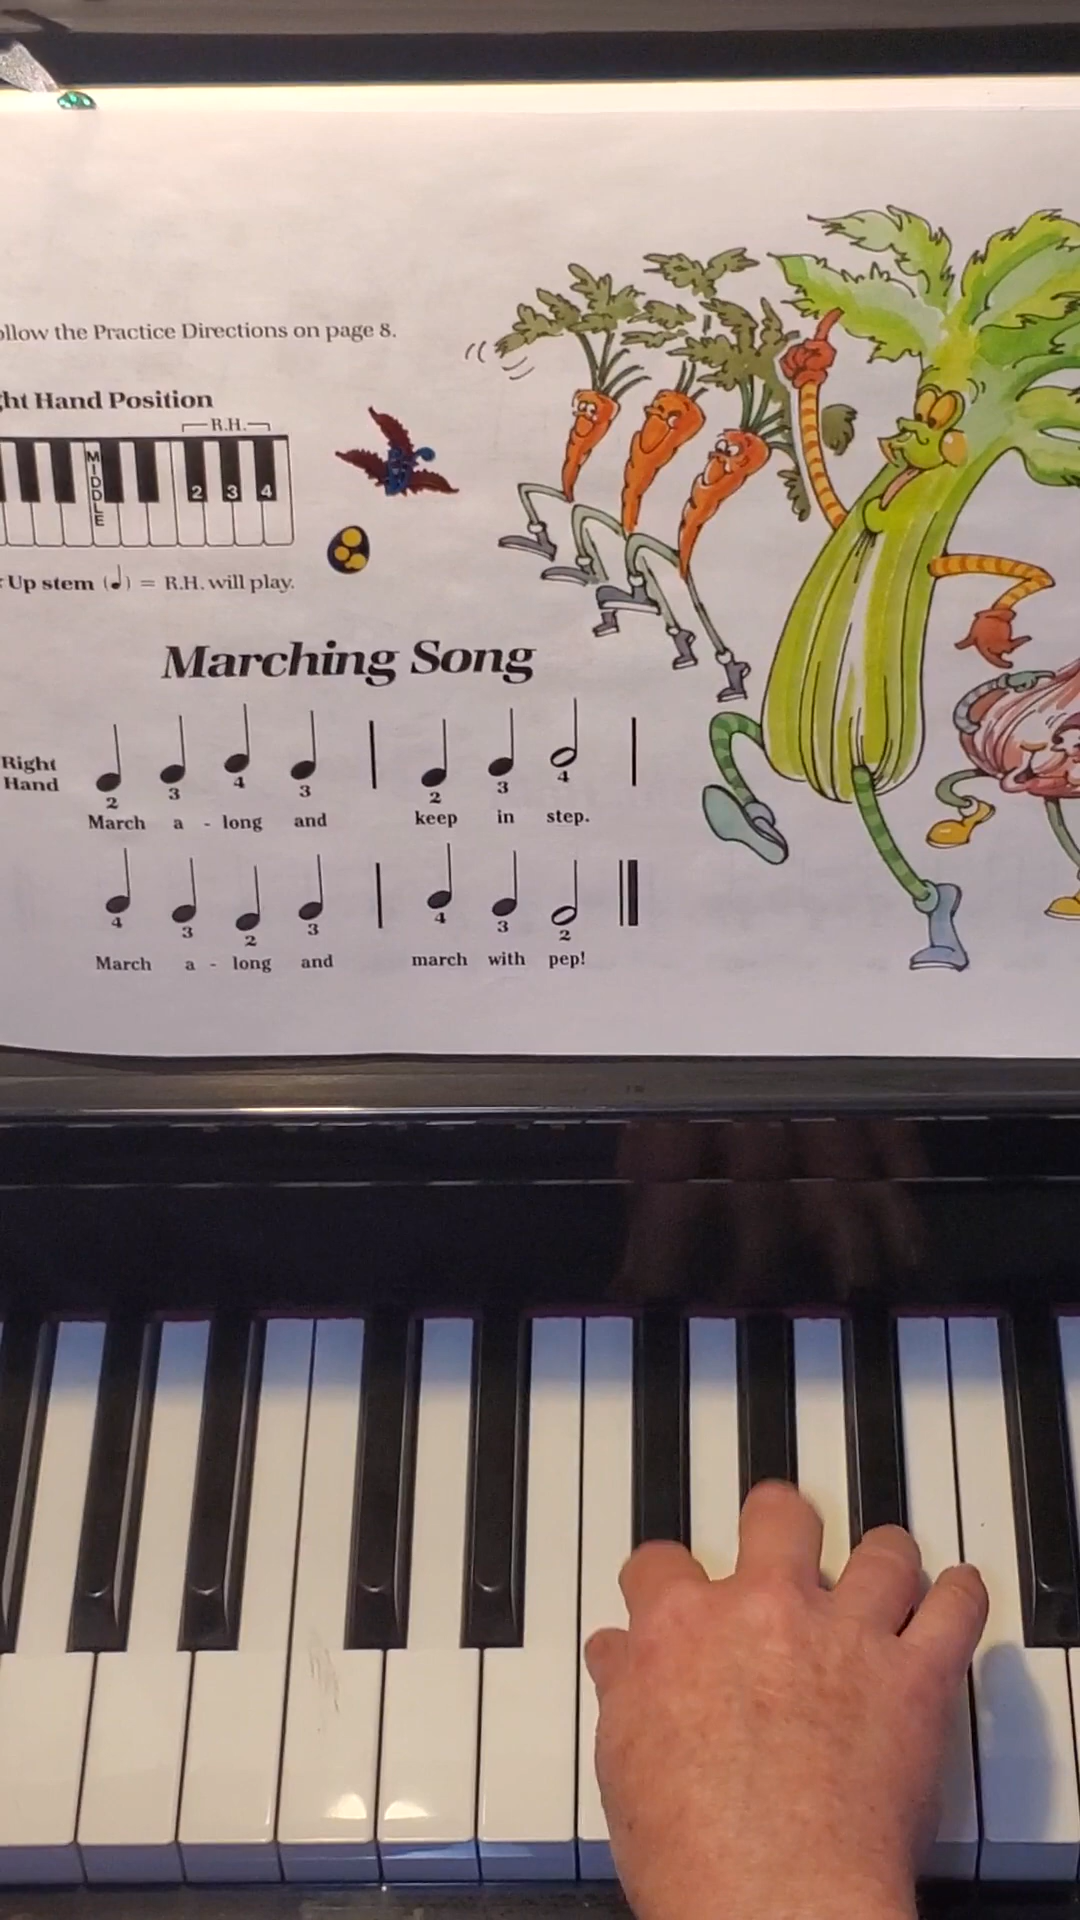 ollow the Practice Directions on page 8.
ht Hand Position
R.H.
MIDDLE
2 3 4
Up stem (♩) = R.H. will play.
Marching Song
Right
Hand
2 3 4 3 2 3 4
March a - long and keep in step.
4 3 2 3 4 3 2
March a - long and march with pep!